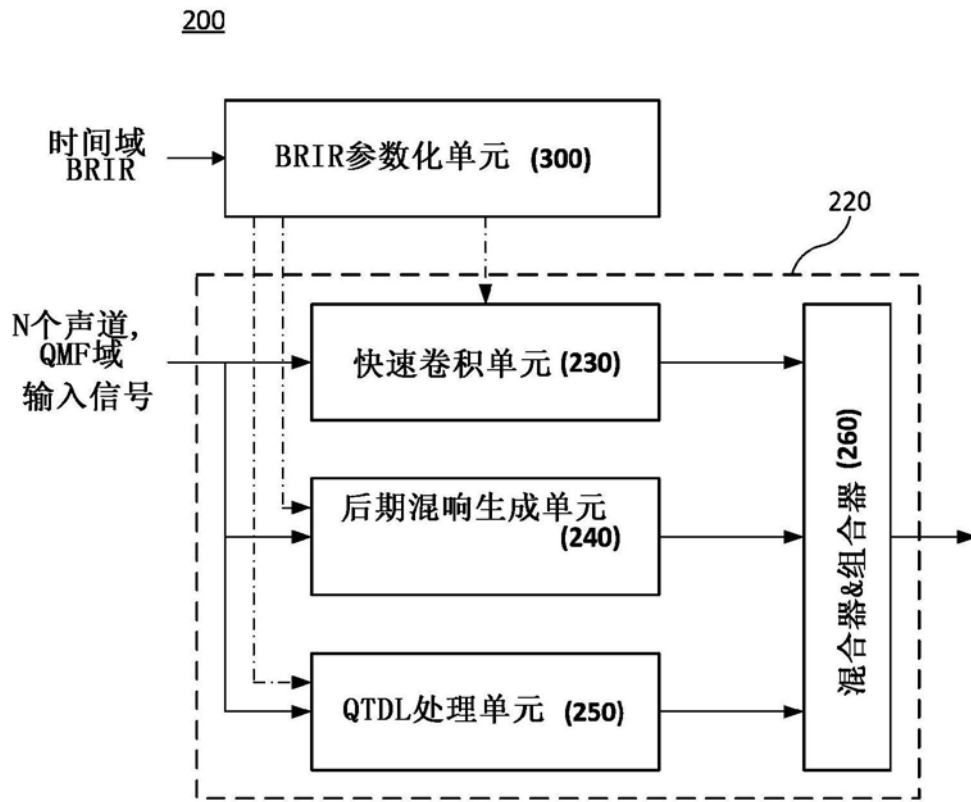 200
时间域
BRIR
BRIR参数化单元 (300)
220
N个声道,
QMF域
输入信号
快速卷积单元 (230)
后期混响生成单元
(240)
QTDL处理单元 (250)
混合器&组合器 (260)